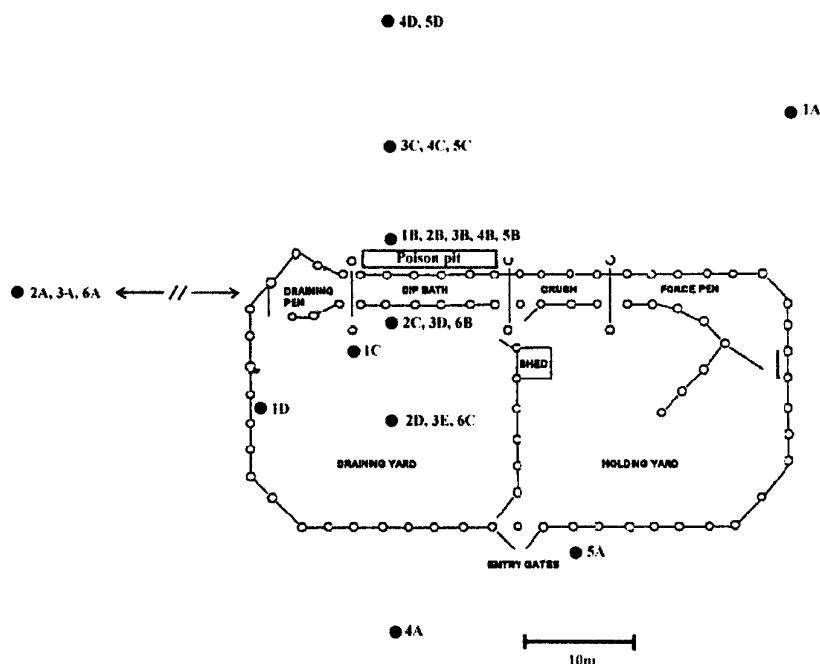 4D, 5D
1A
3C, 4C, 5C
1B, 2B, 3B, 4B, 5B
Poison pit
2A, 3A, 6A
DRAINING
PEN
DIP BATH
CRUSH
FORCE PEN
2C, 3D, 6B
1C
SHED
1D
2D, 3E, 6C
DRAINING YARD
HOLDING YARD
ENTRY GATES
5A
4A
10m